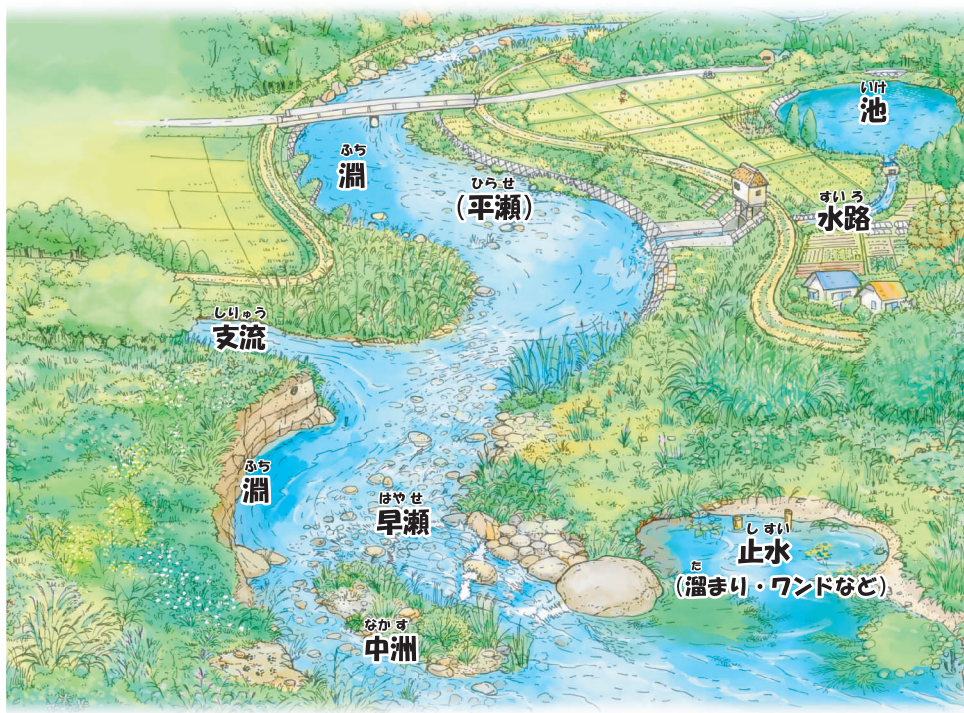 いけ
池
ふち
淵
ひらせ
(平瀬)
すいろ
水路
しりゅう
支流
ふち
淵
はやせ
早瀬
しすい
止水
た
(溜まり・ワンドなど)
なかす
中洲